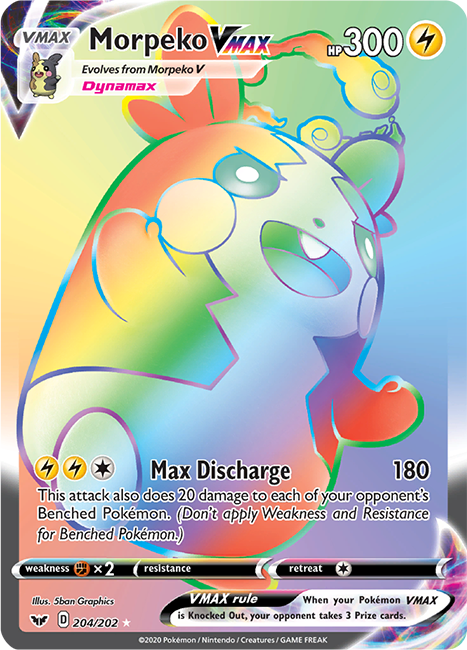 VMAX Morpeko VMAX HP 300
Evolves from Morpeko V
Dynamax
Max Discharge 180
This attack also does 20 damage to each of your opponent's
Benched Pokémon. (Don't apply Weakness and Resistance
for Benched Pokémon.)
weakness ×2 resistance retreat
Illus. 5ban Graphics
VMAX rule When your Pokémon VMAX
is Knocked Out, your opponent takes 3 Prize cards.
D 204/202 ★
©2020 Pokémon / Nintendo / Creatures / GAME FREAK